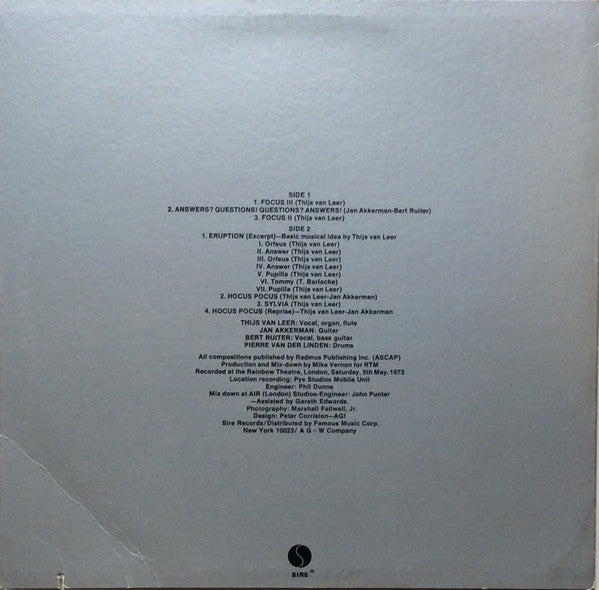 SIDE 1
1. FOCUS III (Thijs van Leer)
2. ANSWERS? QUESTIONS! QUESTIONS? ANSWERS! (Jan Akkerman-Bert Ruiter)
3. FOCUS II (Thijs van Leer)
SIDE 2
1. ERUPTION (Excerpt)—Basic musical idea by Thijs van Leer
I. Orfeus (Thijs van Leer)
II. Answer (Thijs van Leer)
III. Orfeus (Thijs van Leer)
IV. Answer (Thijs van Leer)
V. Pupilla (Thijs van Leer)
VI. Tommy (T. Barlache)
VII. Pupilla (Thijs van Leer)
2. HOCUS POCUS (Thijs van Leer-Jan Akkerman)
3. SYLVIA (Thijs van Leer)
4. HOCUS POCUS (Reprise)—Thijs van Leer-Jan Akkerman
THIJS VAN LEER: Vocal, organ, flute
JAN AKKERMAN: Guitar
BERT RUITER: Vocal, bass guitar
PIERRE VAN DER LINDEN: Drums
All compositions published by Radmus Publishing Inc. (ASCAP)
Production and Mix-down by Mike Vernon for RTM
Recorded at the Rainbow Theatre, London, Saturday, 5th May. 1973
Location recording: Pye Studios Mobile Unit
Engineer: Phil Dunne
Mix down at AIR (London) Studios-Engineer: John Punter
—Assisted by Gareth Edwards.
Photography: Marshall Fallwell, Jr.
Design: Peter Corriston—AGI
Sire Records/Distributed by Famous Music Corp.
New York 10023/ A G + W Company
SIRE ®